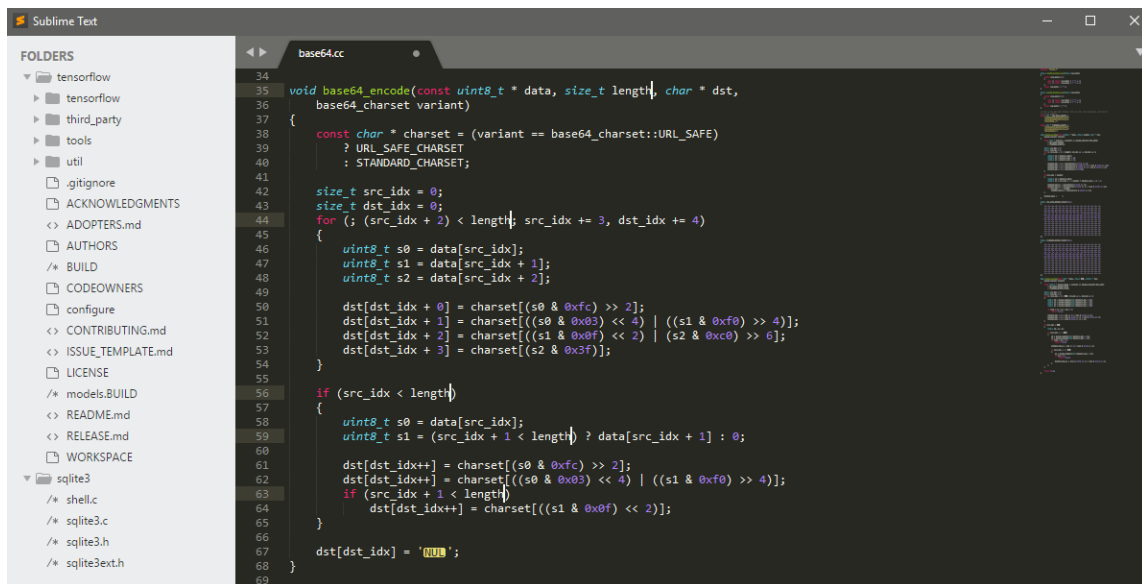 Sublime Text
FOLDERS
tensorflow
tensorflow
third_party
tools
util
.gitignore
ACKNOWLEDGMENTS
<> ADOPTERS.md
AUTHORS
/* BUILD
CODEOWNERS
configure
<> CONTRIBUTING.md
<> ISSUE_TEMPLATE.md
LICENSE
/* models.BUILD
<> README.md
<> RELEASE.md
WORKSPACE
sqlite3
/* shell.c
/* sqlite3.c
/* sqlite3.h
/* sqlite3ext.h
base64.cc
34
35 void base64_encode(const uint8_t * data, size_t length, char * dst,
36     base64_charset variant)
37 {
38     const char * charset = (variant == base64_charset::URL_SAFE)
39         ? URL_SAFE_CHARSET
40         : STANDARD_CHARSET;
41
42     size_t src_idx = 0;
43     size_t dst_idx = 0;
44     for (; (src_idx + 2) < length; src_idx += 3, dst_idx += 4)
45     {
46         uint8_t s0 = data[src_idx];
47         uint8_t s1 = data[src_idx + 1];
48         uint8_t s2 = data[src_idx + 2];
49
50         dst[dst_idx + 0] = charset[(s0 & 0xfc) >> 2];
51         dst[dst_idx + 1] = charset[((s0 & 0x03) << 4) | ((s1 & 0xf0) >> 4)];
52         dst[dst_idx + 2] = charset[((s1 & 0x0f) << 2) | (s2 & 0xc0) >> 6];
53         dst[dst_idx + 3] = charset[(s2 & 0x3f)];
54     }
55
56     if (src_idx < length)
57     {
58         uint8_t s0 = data[src_idx];
59         uint8_t s1 = (src_idx + 1 < length) ? data[src_idx + 1] : 0;
60
61         dst[dst_idx++] = charset[(s0 & 0xfc) >> 2];
62         dst[dst_idx++] = charset[((s0 & 0x03) << 4) | ((s1 & 0xf0) >> 4)];
63         if (src_idx + 1 < length)
64             dst[dst_idx++] = charset[((s1 & 0x0f) << 2)];
65     }
66
67     dst[dst_idx] = 'NUL';
68 }
69